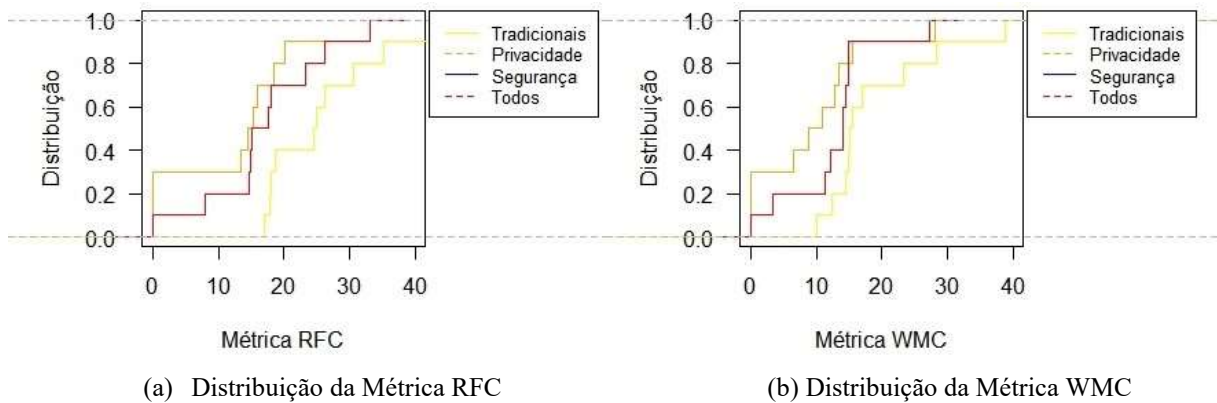 1.0
0.8
0.6
0.4
0.2
0.0
Distribuição
0 10 20 30 40
Métrica RFC
Tradicionais
Privacidade
Segurança
Todos
(a) Distribuição da Métrica RFC
1.0
0.8
0.6
0.4
0.2
0.0
Distribuição
0 10 20 30 40
Métrica WMC
Tradicionais
Privacidade
Segurança
Todos
(b) Distribuição da Métrica WMC